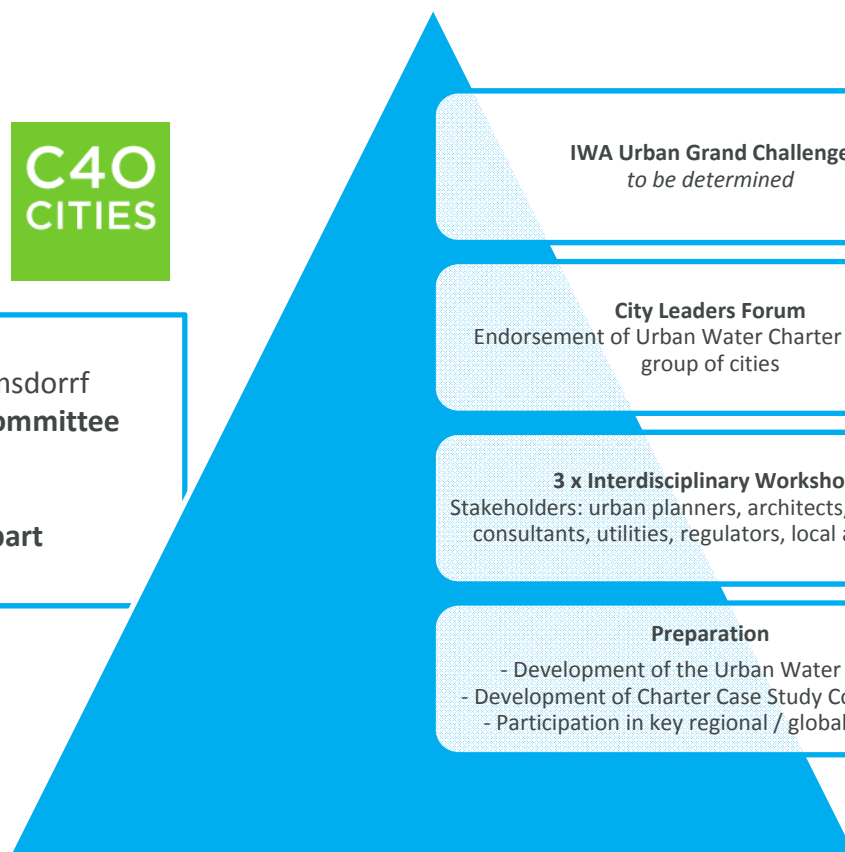 C40
CITIES
nsdorrf
ommittee
part
IWA Urban Grand Challenge
to be determined
City Leaders Forum
Endorsement of Urban Water Charter
group of cities
3 x Interdisciplinary Worksho
Stakeholders: urban planners, architects,
consultants, utilities, regulators, local a
Preparation
- Development of the Urban Water
- Development of Charter Case Study Co
- Participation in key regional / global